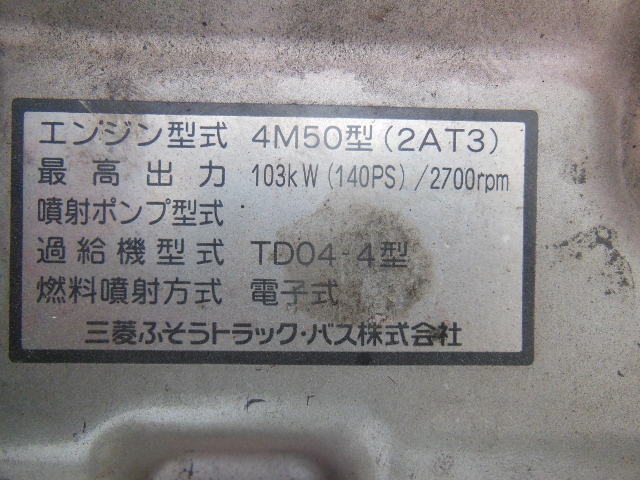 エンジン型式 4M50型(2AT3)
最高出力 103kW(140PS)/2700rpm
噴射ポンプ型式
過給機型式 TD04-4型
燃料噴射方式 電子式
三菱ふそうトラック・バス株式会社